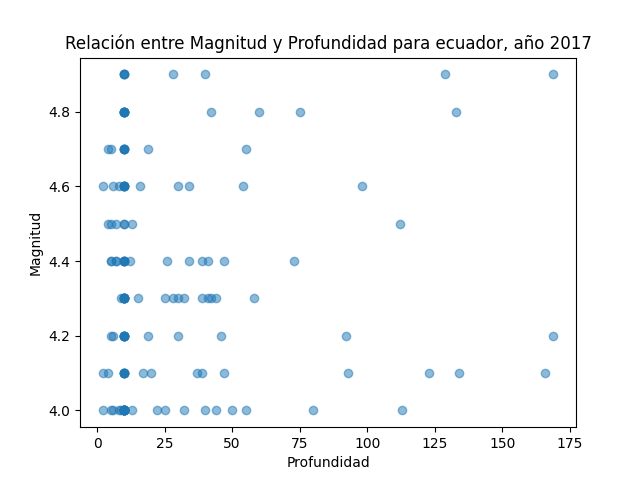 Relación entre Magnitud y Profundidad para ecuador, año 2017
4.8
4.6
4.4
4.2
4.0
Magnitud
0 25 50 75 100 125 150 175
Profundidad